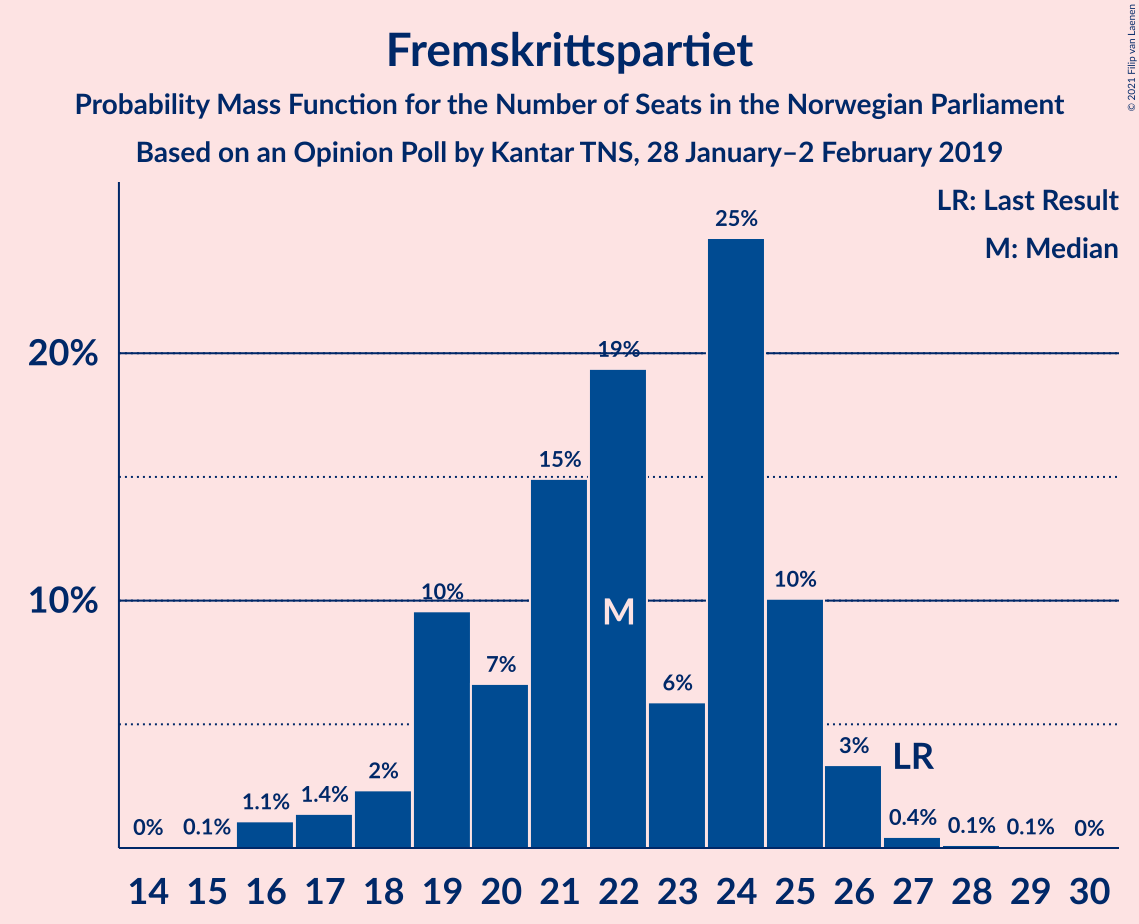 Fremskrittspartiet
Probability Mass Function for the Number of Seats in the Norwegian Parliament
Based on an Opinion Poll by Kantar TNS, 28 January–2 February 2019
© 2021 Filip van Laenen
LR: Last Result
M: Median
20%
10%
0%
0.1%
1.1%
1.4%
2%
10%
7%
15%
19%
M
6%
25%
10%
3%
LR
0.4%
0.1%
0.1%
0%
14 15 16 17 18 19 20 21 22 23 24 25 26 27 28 29 30